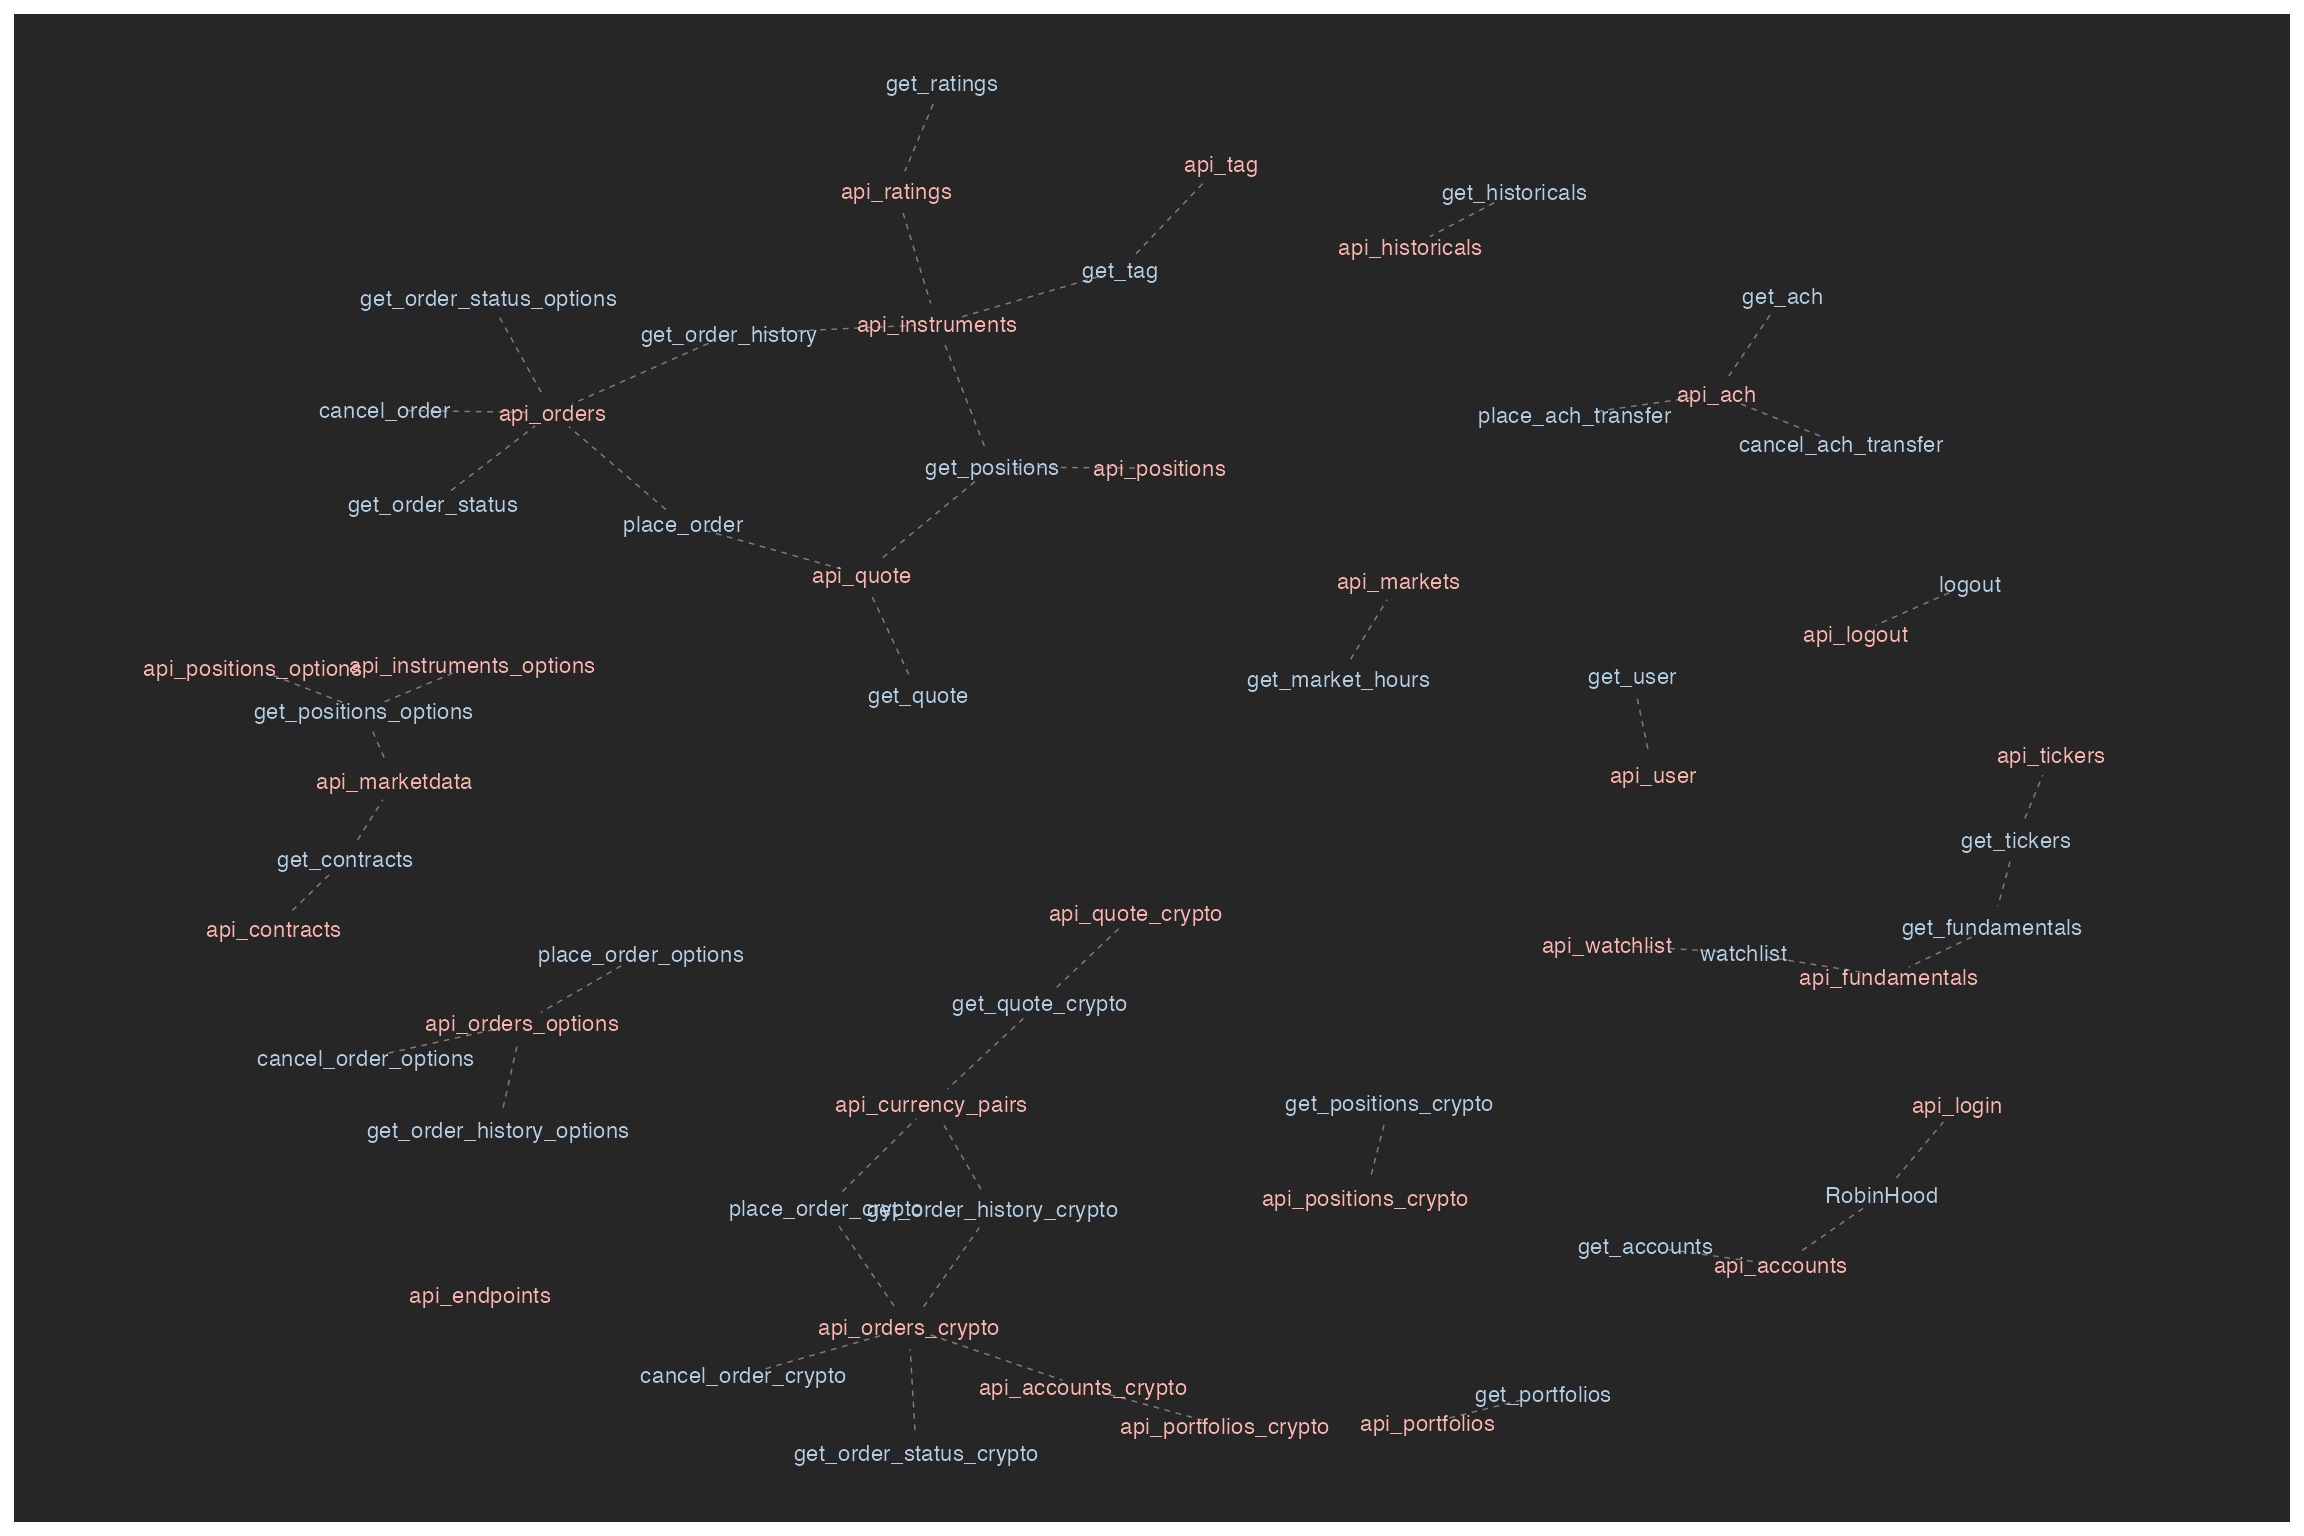 get_ratings
api_tag
api_ratings
get_historicals
api_historicals
get_tag
get_order_status_options
get_ach
api_instruments
get_order_history
api_ach
cancel_order
api_orders
place_ach_transfer
cancel_ach_transfer
get_positions
api_positions
get_order_status
place_order
api_quote
api_markets
logout
api_logout
api_positions_options
api_instruments_options
get_user
get_market_hours
get_quote
get_positions_options
api_tickers
api_user
api_marketdata
get_tickers
get_contracts
api_quote_crypto
get_fundamentals
api_contracts
api_watchlist
watchlist
place_order_options
api_fundamentals
get_quote_crypto
api_orders_options
cancel_order_options
api_currency_pairs
get_positions_crypto
api_login
get_order_history_options
RobinHood
api_positions_crypto
place_order_crypto
get_order_history_crypto
get_accounts
api_accounts
api_endpoints
api_orders_crypto
cancel_order_crypto
api_accounts_crypto
get_portfolios
api_portfolios_crypto
api_portfolios
get_order_status_crypto